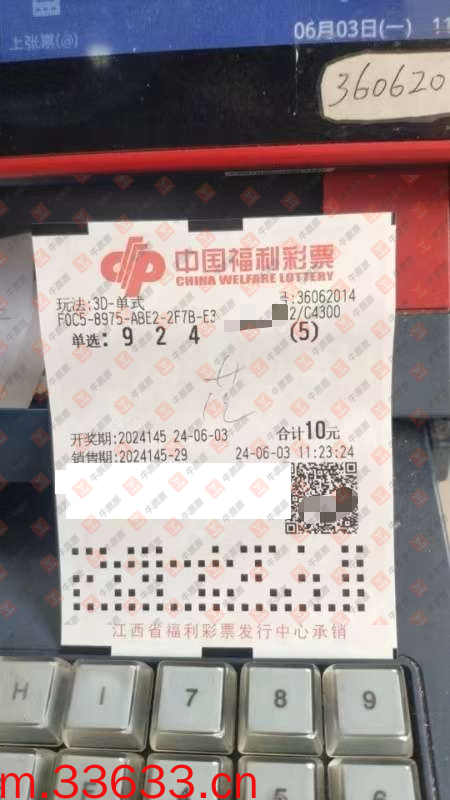 上张票(@)
06月03日(一) 11
360620
中国福利彩票
CHINA WELFARE LOTTERY
玩法:3D-单式
号:36062014
F0C5-8975-ABE2-2F7B-E3
2/C4300
单选: 9 2 4 (5)
开奖期:2024145 24-06-03 合计10元
销售期:2024145-29 24-06-03 11:23:24
江西省福利彩票发行中心承销
H I 7 8 9
m.33633.cn